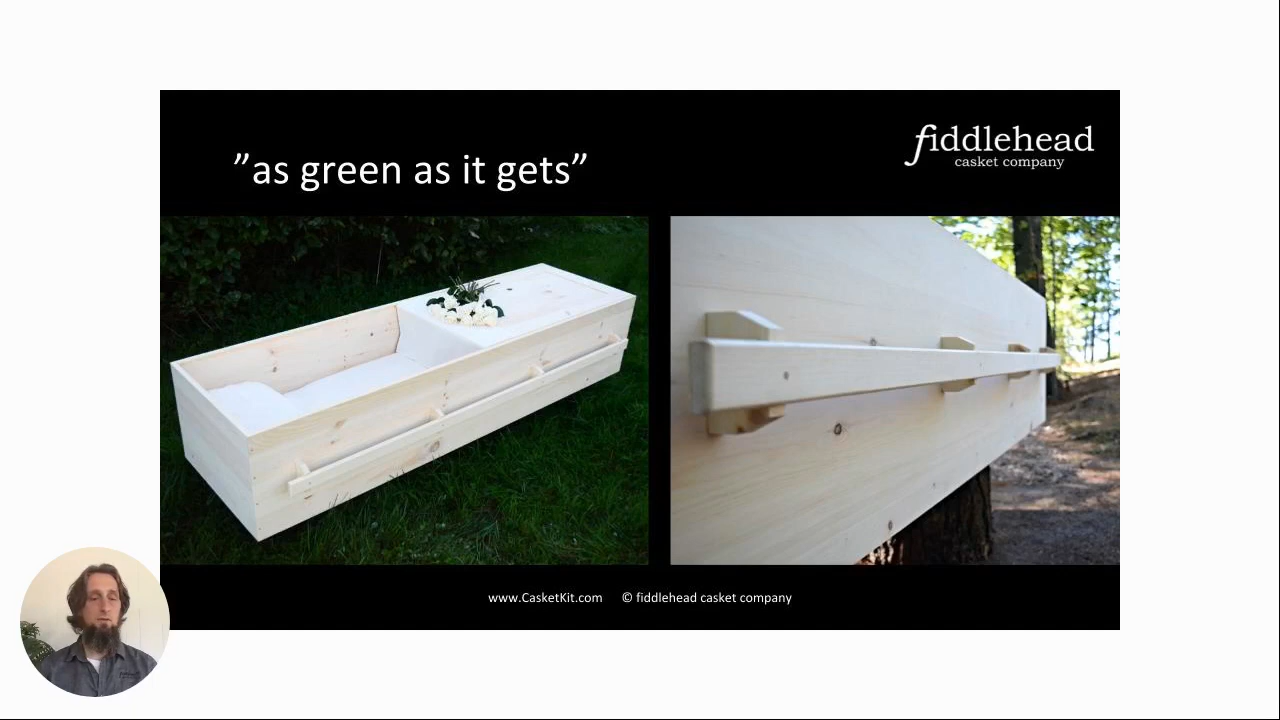 ”as green as it gets”
fiddlehead
casket company
www.CasketKit.com © fiddlehead casket company